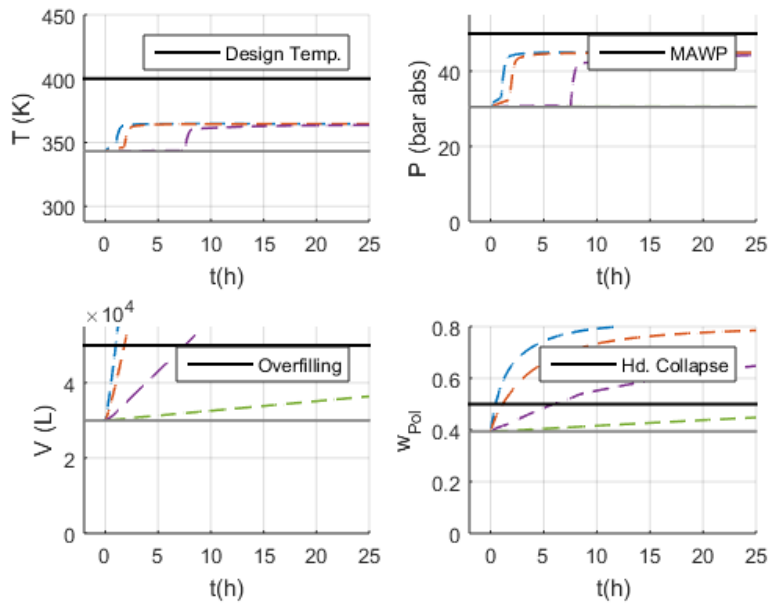 450
400
350
300
T (K)
Design Temp.
0 5 10 15 20 25
t(h)
40
20
0
P (bar abs)
MAWP
0 5 10 15 20 25
t(h)
× 10⁴
4
2
0
V (L)
Overfilling
0 5 10 15 20 25
t(h)
0.8
0.6
0.4
0.2
0
wPol
Hd. Collapse
0 5 10 15 20 25
t(h)